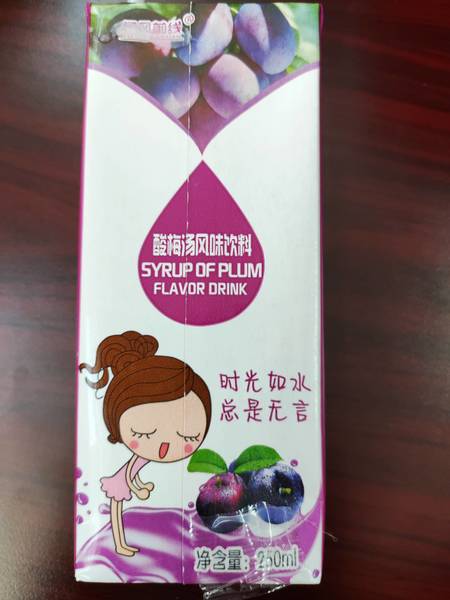 酸梅汤风味饮料
SYRUP OF PLUM
FLAVOR DRINK
时光如水
总是无言
净含量: 250ml